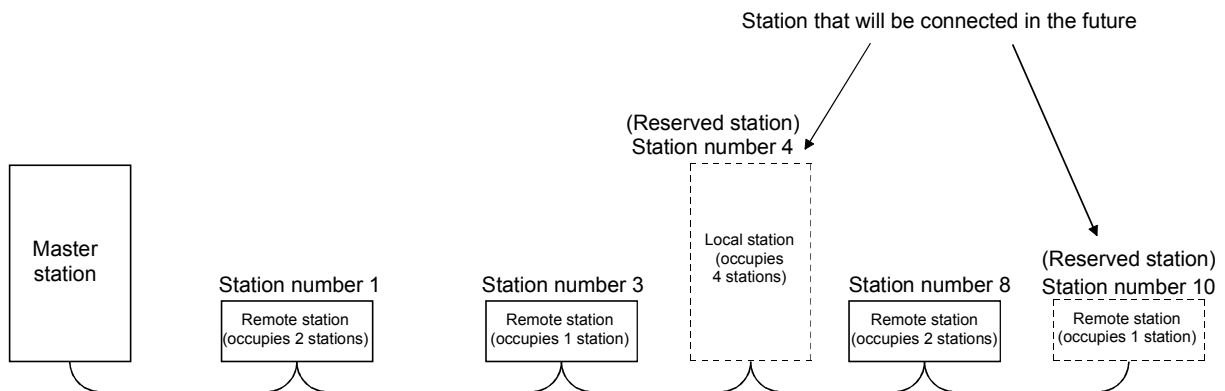 Station that will be connected in the future
(Reserved station)
Station number 4
Master
station
Local station
(occupies
4 stations)
(Reserved station)
Station number 10
Station number 1
Station number 3
Station number 8
Remote station
(occupies 2 stations)
Remote station
(occupies 1 station)
Remote station
(occupies 2 stations)
Remote station
(occupies 1 station)